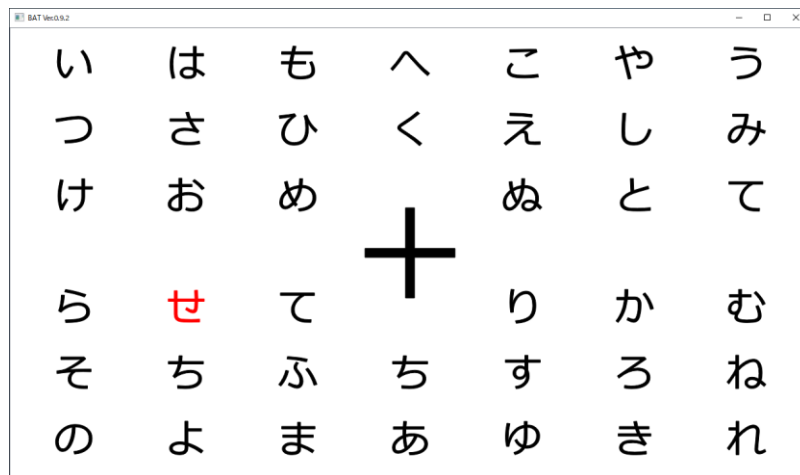 BAT Ver.0.9.2
い は も へ こ や う
つ さ ひ く え し み
け お め ぬ と て
ら せ て り か む
そ ち ふ ち す ろ ね
の よ ま あ ゆ き れ